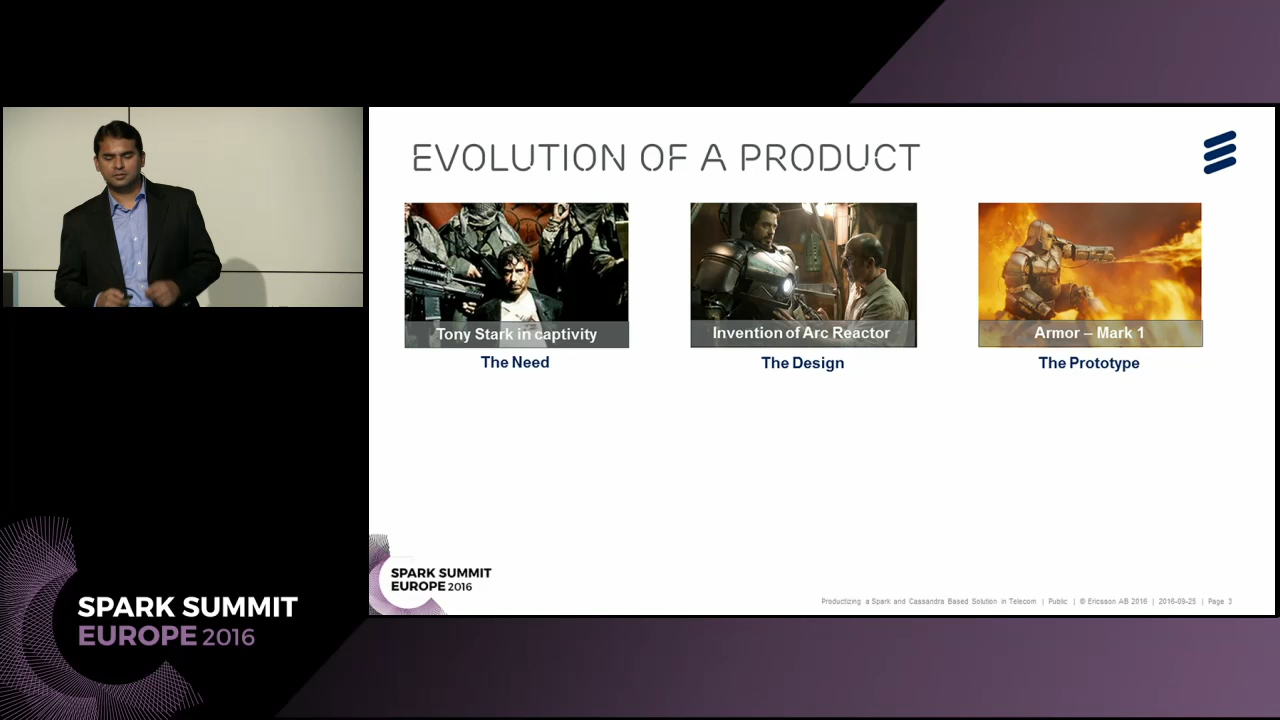 EVOLUTION OF A PRODUCT
Tony Stark in captivity
The Need
Invention of Arc Reactor
The Design
Armor – Mark 1
The Prototype
SPARK SUMMIT
EUROPE 2016
Productizing a Spark and Cassandra Based Solution in Telecom | Public | © Ericsson AB 2016 | 2016-09-25 | Page 3
SPARK SUMMIT
EUROPE 2016